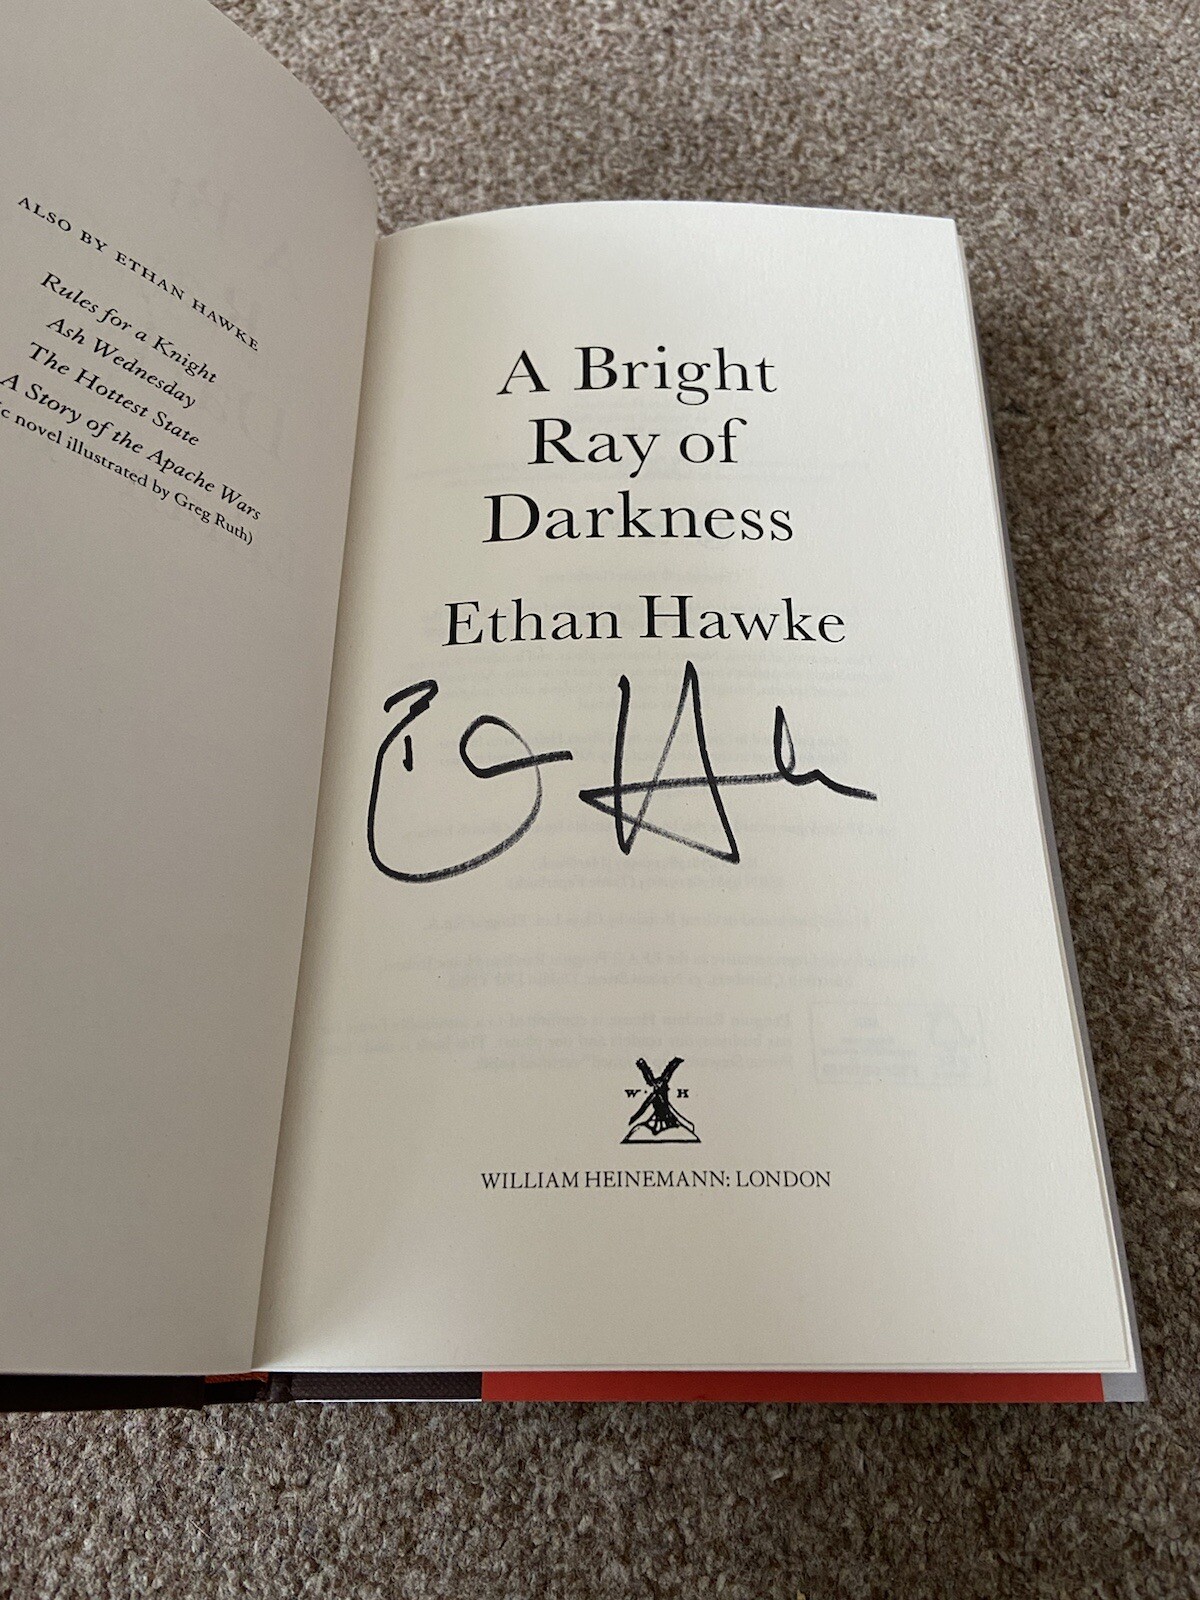 ALSO BY ETHAN HAWKE
Rules for a Knight
Ash Wednesday
The Hottest State
A Story of the Apache Wars
novel illustrated by Greg Ruth)
A Bright
Ray of
Darkness
Ethan Hawke
W H
WILLIAM HEINEMANN: LONDON